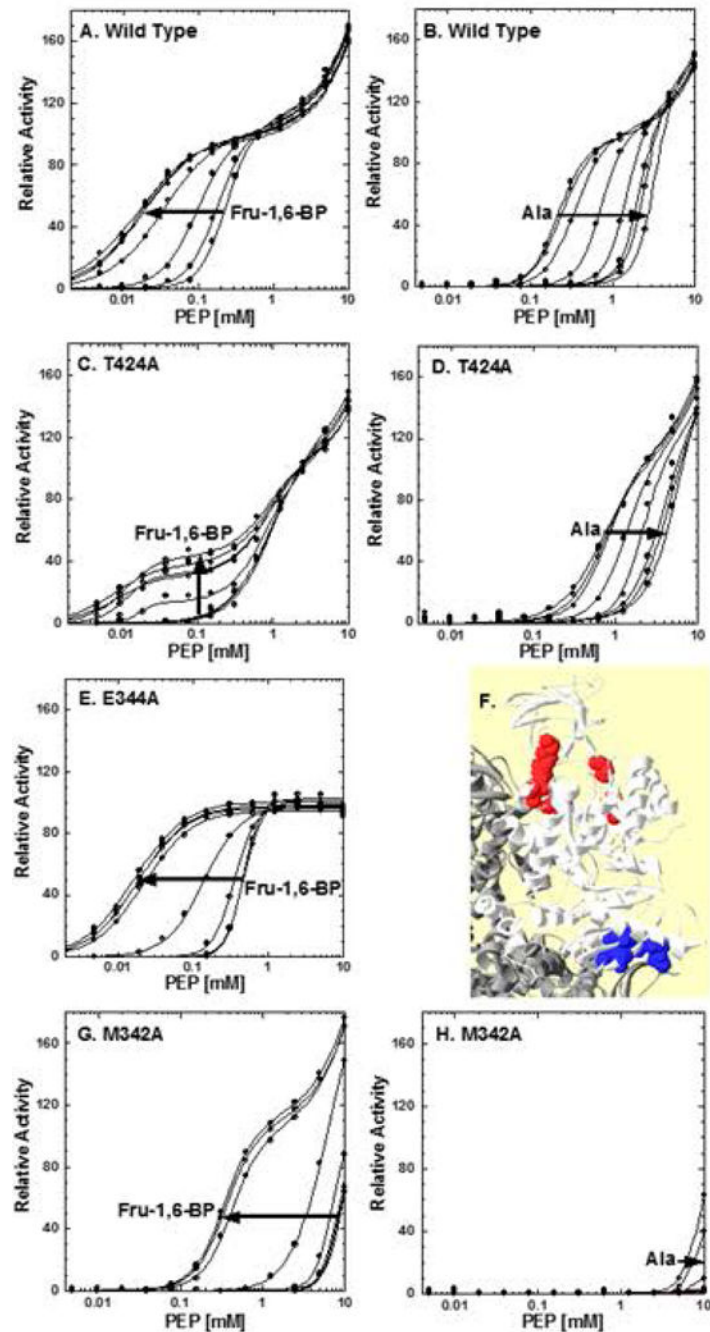 A. Wild Type
Relative Activity
160
120
80
40
0
Fru-1,6-BP
0.01 0.1 1 10
PEP [mM]
B. Wild Type
Relative Activity
160
120
80
40
0
Ala
0.01 0.1 1 10
PEP [mM]
C. T424A
Relative Activity
160
120
80
40
0
Fru-1,6-BP
0.01 0.1 1 10
PEP [mM]
D. T424A
Relative Activity
160
120
80
40
0
Ala
0.01 0.1 1 10
PEP [mM]
E. E344A
Relative Activity
160
120
80
40
0
Fru-1,6-BP
0.01 0.1 1 10
PEP [mM]
F.
G. M342A
Relative Activity
160
120
80
40
0
Fru-1,6-BP
0.01 0.1 1 10
PEP [mM]
H. M342A
Relative Activity
160
120
80
40
0
Ala
0.01 0.1 1 10
PEP [mM]